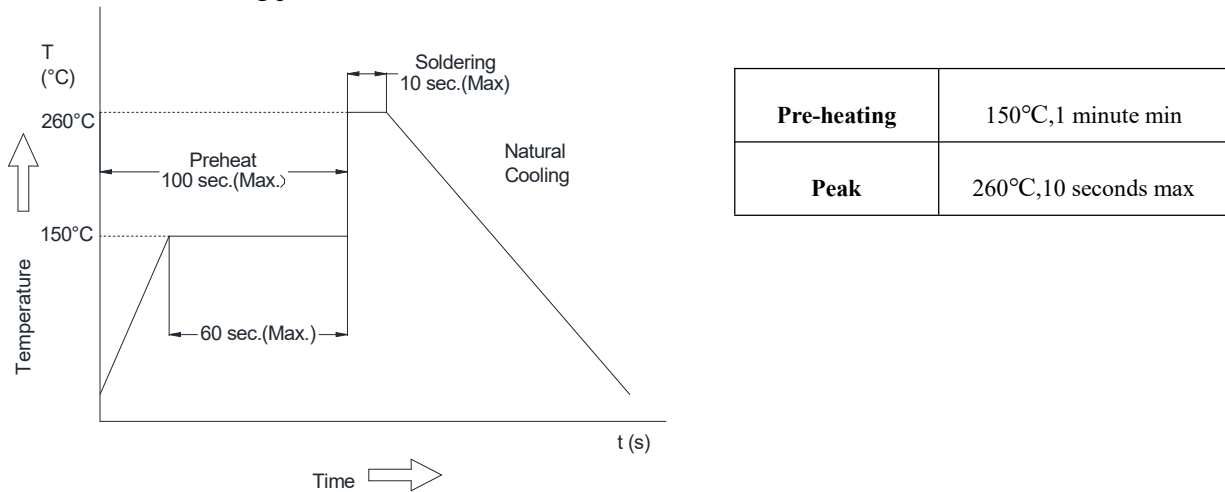 T
(°C)
Soldering
10 sec.(Max)
260°C
Preheat
100 sec.(Max.)
Natural
Cooling
150°C
60 sec.(Max.)
Temperature
t (s)
Time
Pre-heating 150℃,1 minute min
Peak 260℃,10 seconds max